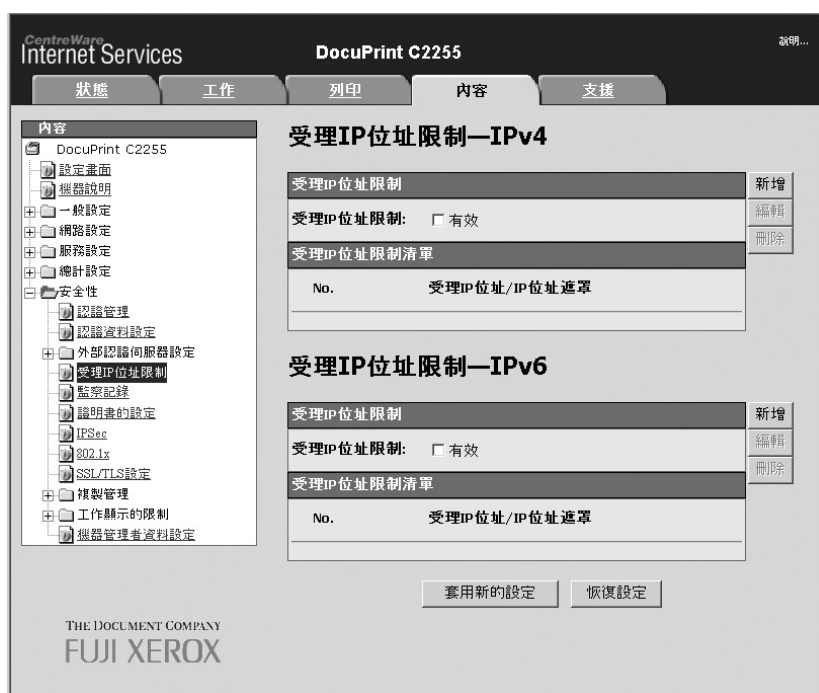 CentreWare
Internet Services
DocuPrint C2255
說明...
狀態
工作
列印
內容
支援
內容
DocuPrint C2255
設定畫面
機器說明
一般設定
網路設定
服務設定
總計設定
安全性
認證管理
認證資料設定
外部認證伺服器設定
受理IP位址限制
監察記錄
證明書的設定
IPSec
802.1x
SSL/TLS設定
複製管理
工作顯示的限制
機器管理者資料設定
受理IP位址限制—IPv4
受理IP位址限制
新增
受理IP位址限制: 有效
編輯
刪除
受理IP位址限制清單
No. 受理IP位址/IP位址遮罩
受理IP位址限制—IPv6
受理IP位址限制
新增
受理IP位址限制: 有效
編輯
刪除
受理IP位址限制清單
No. 受理IP位址/IP位址遮罩
套用新的設定
恢復設定
THE DOCUMENT COMPANY
FUJI XEROX